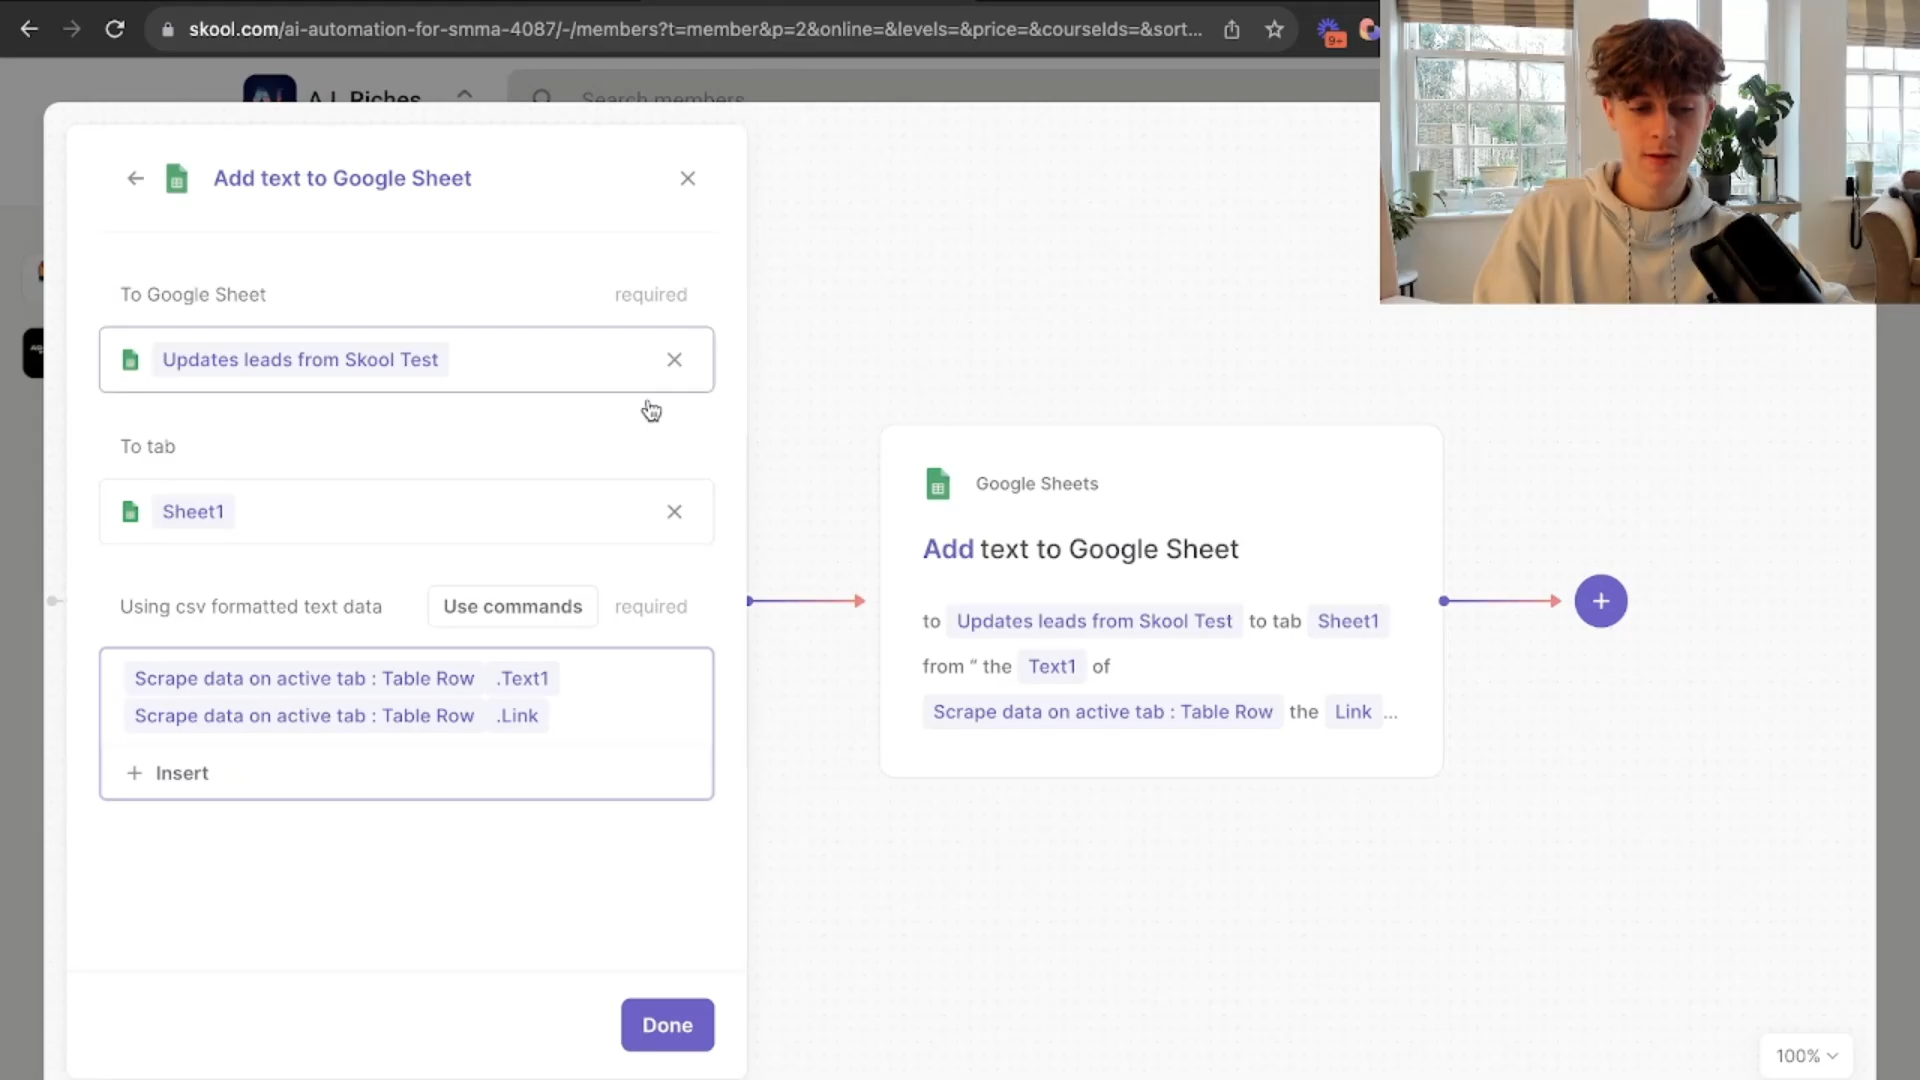 skool.com/ai-automation-for-smma-4087/-/members?t=member&p=2&online=&levels=&price=&courseIds=&sort...
9+
A.I. Riches
Search members
Add text to Google Sheet
To Google Sheet
required
Updates leads from Skool Test
To tab
Sheet1
Using csv formatted text data
Use commands
required
Scrape data on active tab : Table Row .Text1
Scrape data on active tab : Table Row .Link
+ Insert
Done
Google Sheets
Add text to Google Sheet
to Updates leads from Skool Test to tab Sheet1
from “ the Text1 of
Scrape data on active tab : Table Row the Link ...
100%